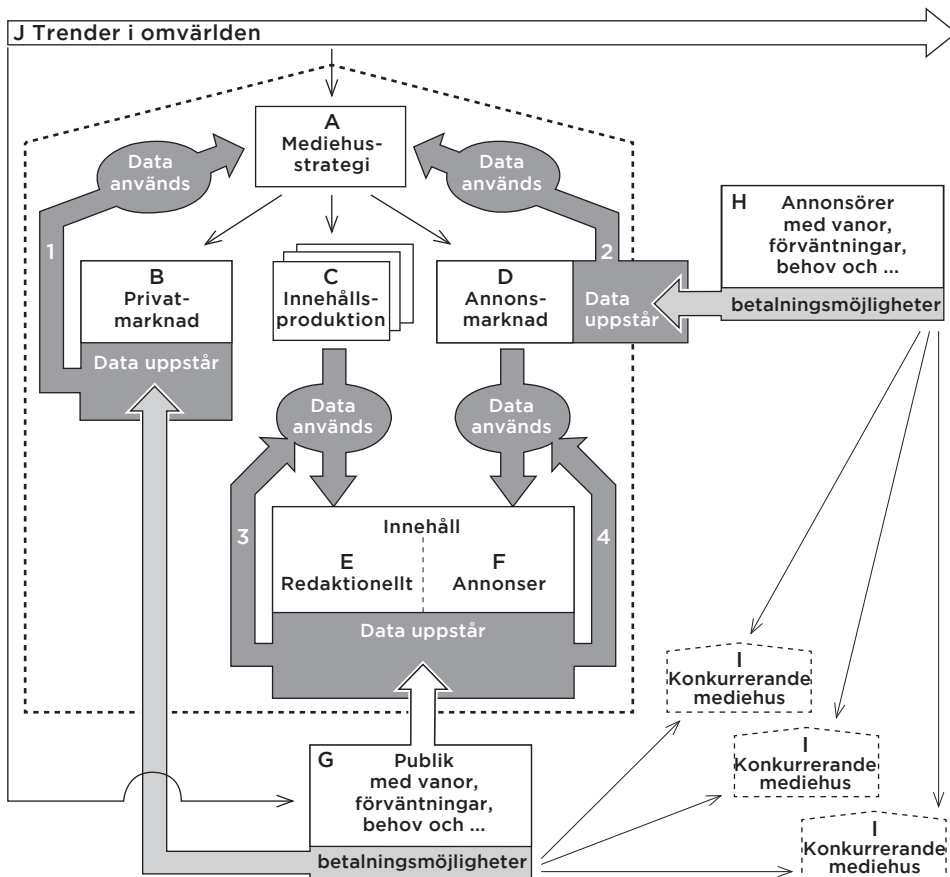 J Trender i omvärlden
A
Mediehus-
strategi
Data
används
Data
används
1
2
B
Privat-
marknad
Data uppstår
C
Innehålls-
produktion
D
Annons-
marknad
Data
uppstår
H Annonsörer
med vanor,
förväntningar,
behov och ...
betalningsmöjligheter
Data
används
Data
används
3
4
Innehåll
E
Redaktionellt
F
Annonser
Data uppstår
I
Konkurrerande
mediehus
I
Konkurrerande
mediehus
I
Konkurrerande
mediehus
G Publik
med vanor,
förväntningar,
behov och ...
betalningsmöjligheter